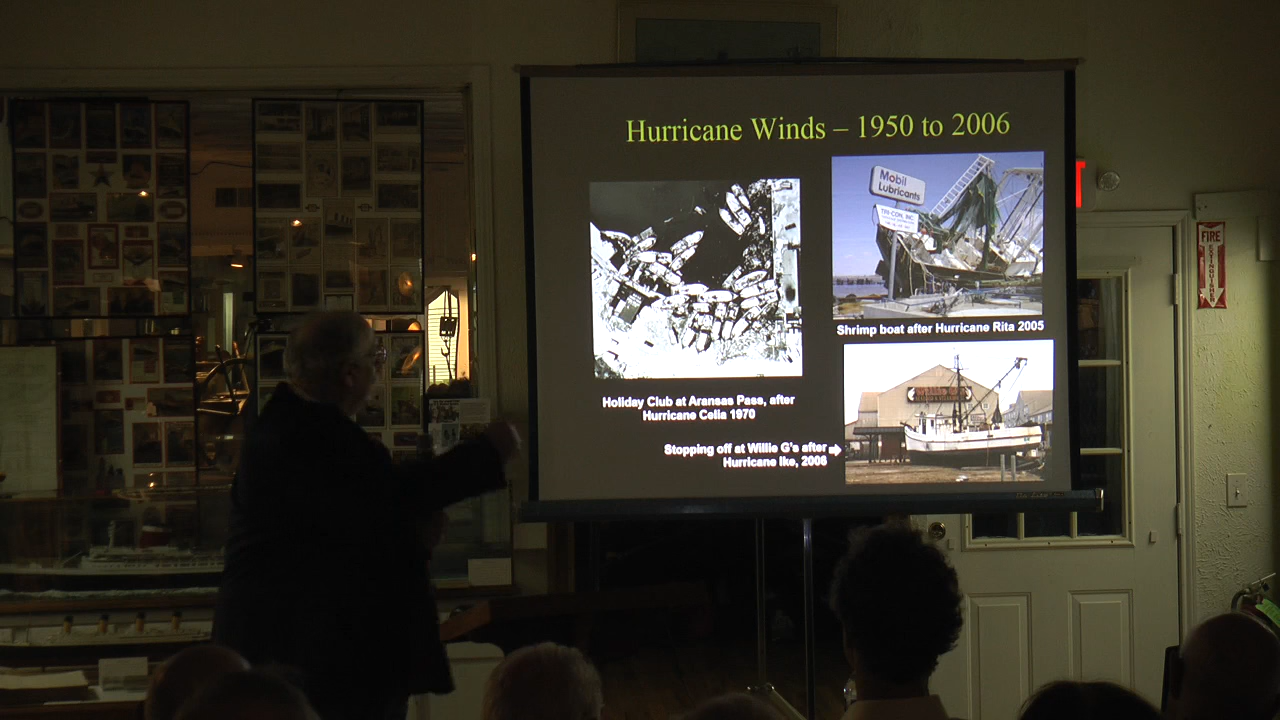 Hurricane Winds – 1950 to 2006
Mobil
Lubricants
TRI-CON, INC
Shrimp boat after Hurricane Rita 2005
Holiday Club at Aransas Pass, after
Hurricane Celia 1970
Stopping off at Willie G's after
Hurricane Ike, 2006
FIRE
EXTINGUISHER